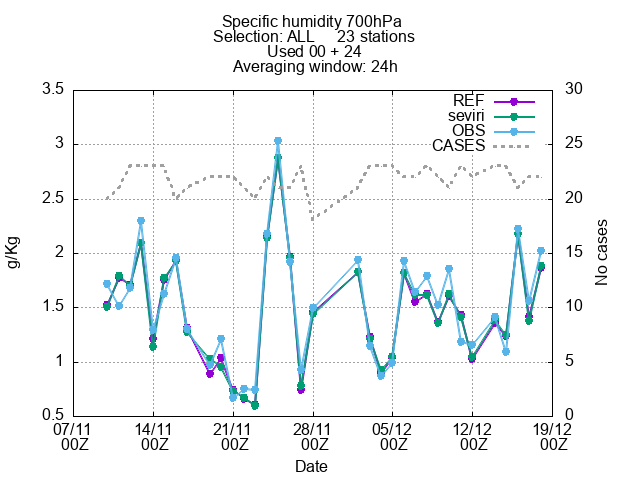 Specific humidity 700hPa
Selection: ALL 23 stations
Used 00 + 24
Averaging window: 24h
3.5
3
2.5
2
1.5
1
0.5
g/Kg
30
25
20
15
10
5
0
No cases
REF
seviri
OBS
CASES
07/11 14/11 21/11 28/11 05/12 12/12 19/12
00Z 00Z 00Z 00Z 00Z 00Z 00Z
Date